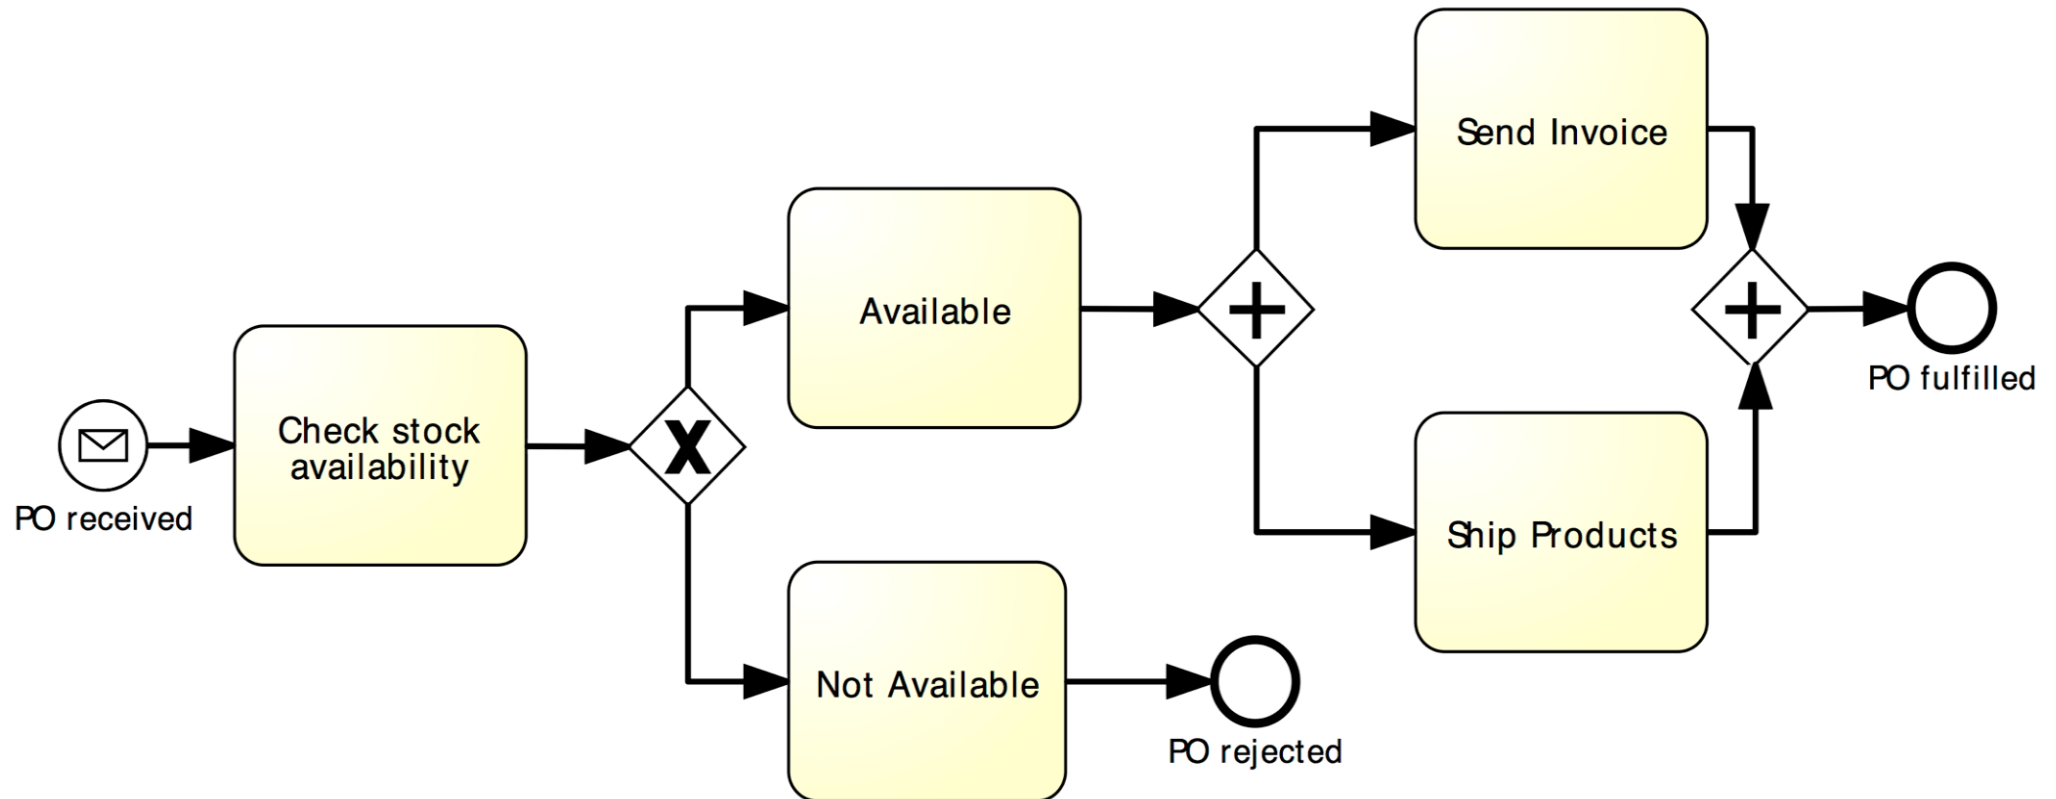 PO received
Check stock
availability
Available
Not Available
PO rejected
Send Invoice
Ship Products
PO fulfilled